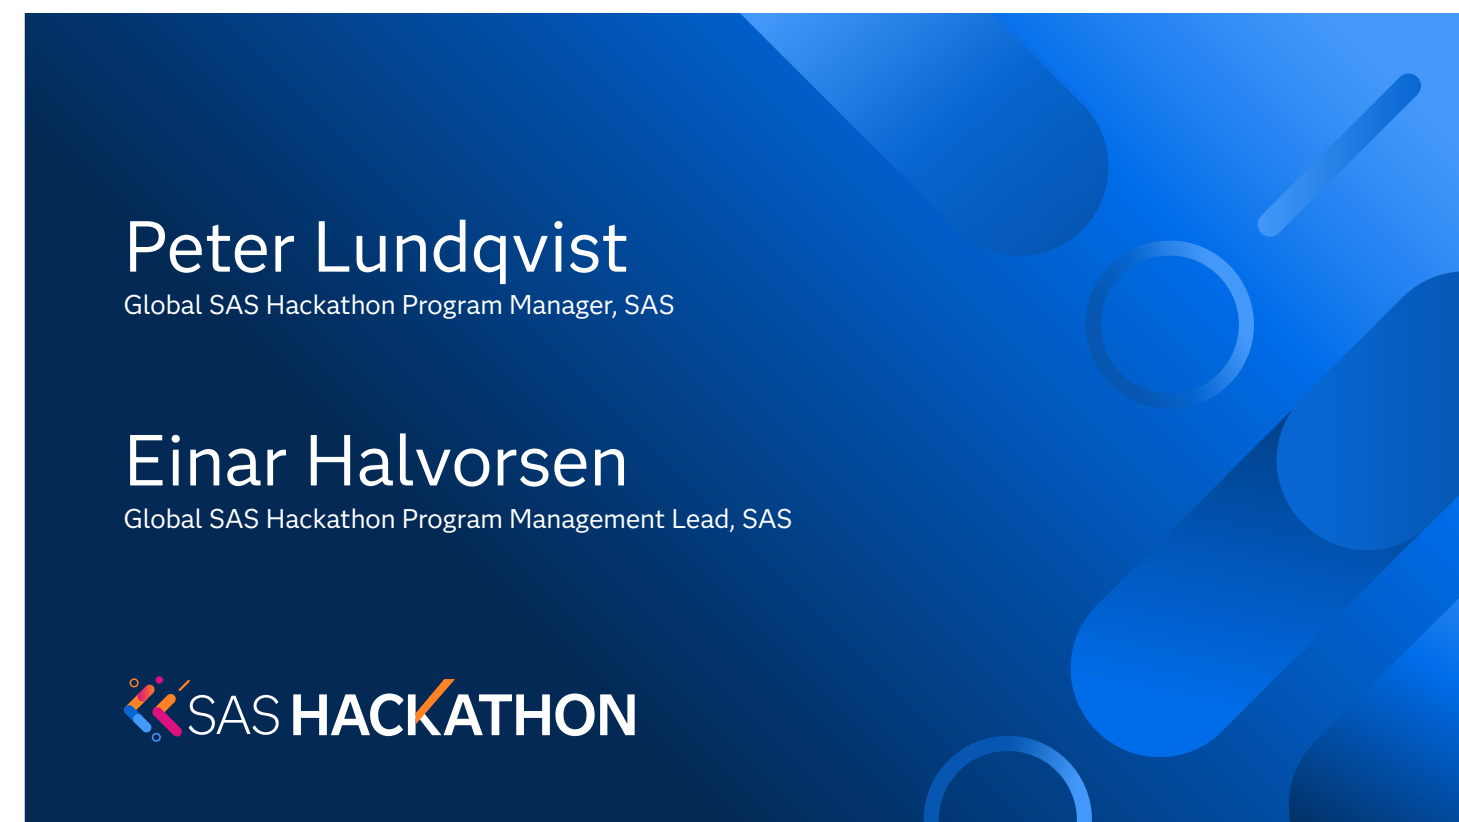 Peter Lundqvist
Global SAS Hackathon Program Manager, SAS
Einar Halvorsen
Global SAS Hackathon Program Management Lead, SAS
SAS HACKATHON